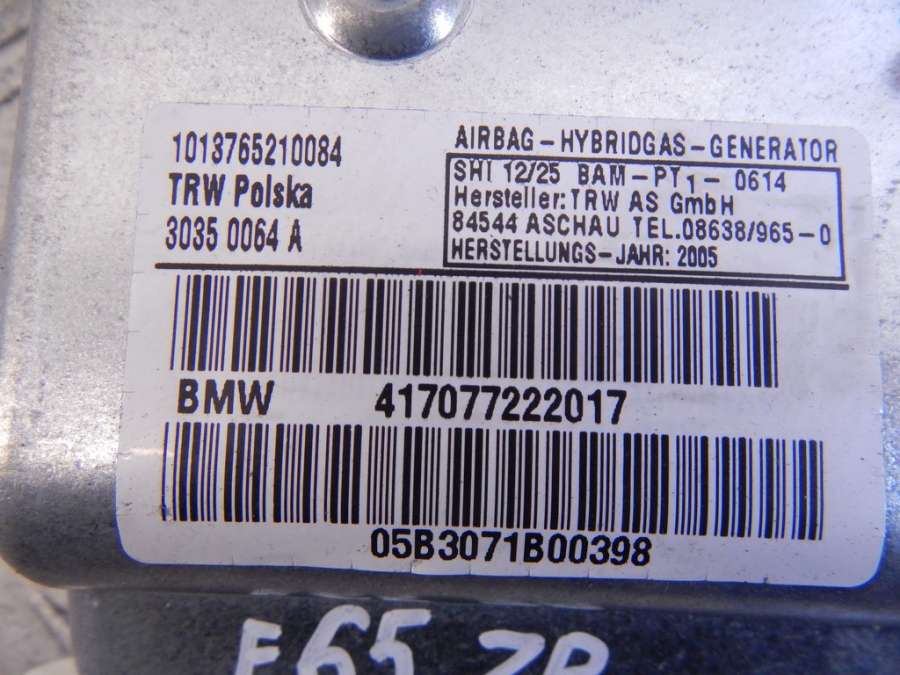 1013765210084
TRW Polska
3035 0064 A
AIRBAG-HYBRIDGAS-GENERATOR
SHI 12/25 BAM-PT1-0614
Hersteller: TRW AS GmbH
84544 ASCHAU TEL.08638/965-0
HERSTELLUNGS-JAHR: 2005
BMW 417077222017
05B3071B00398
E65